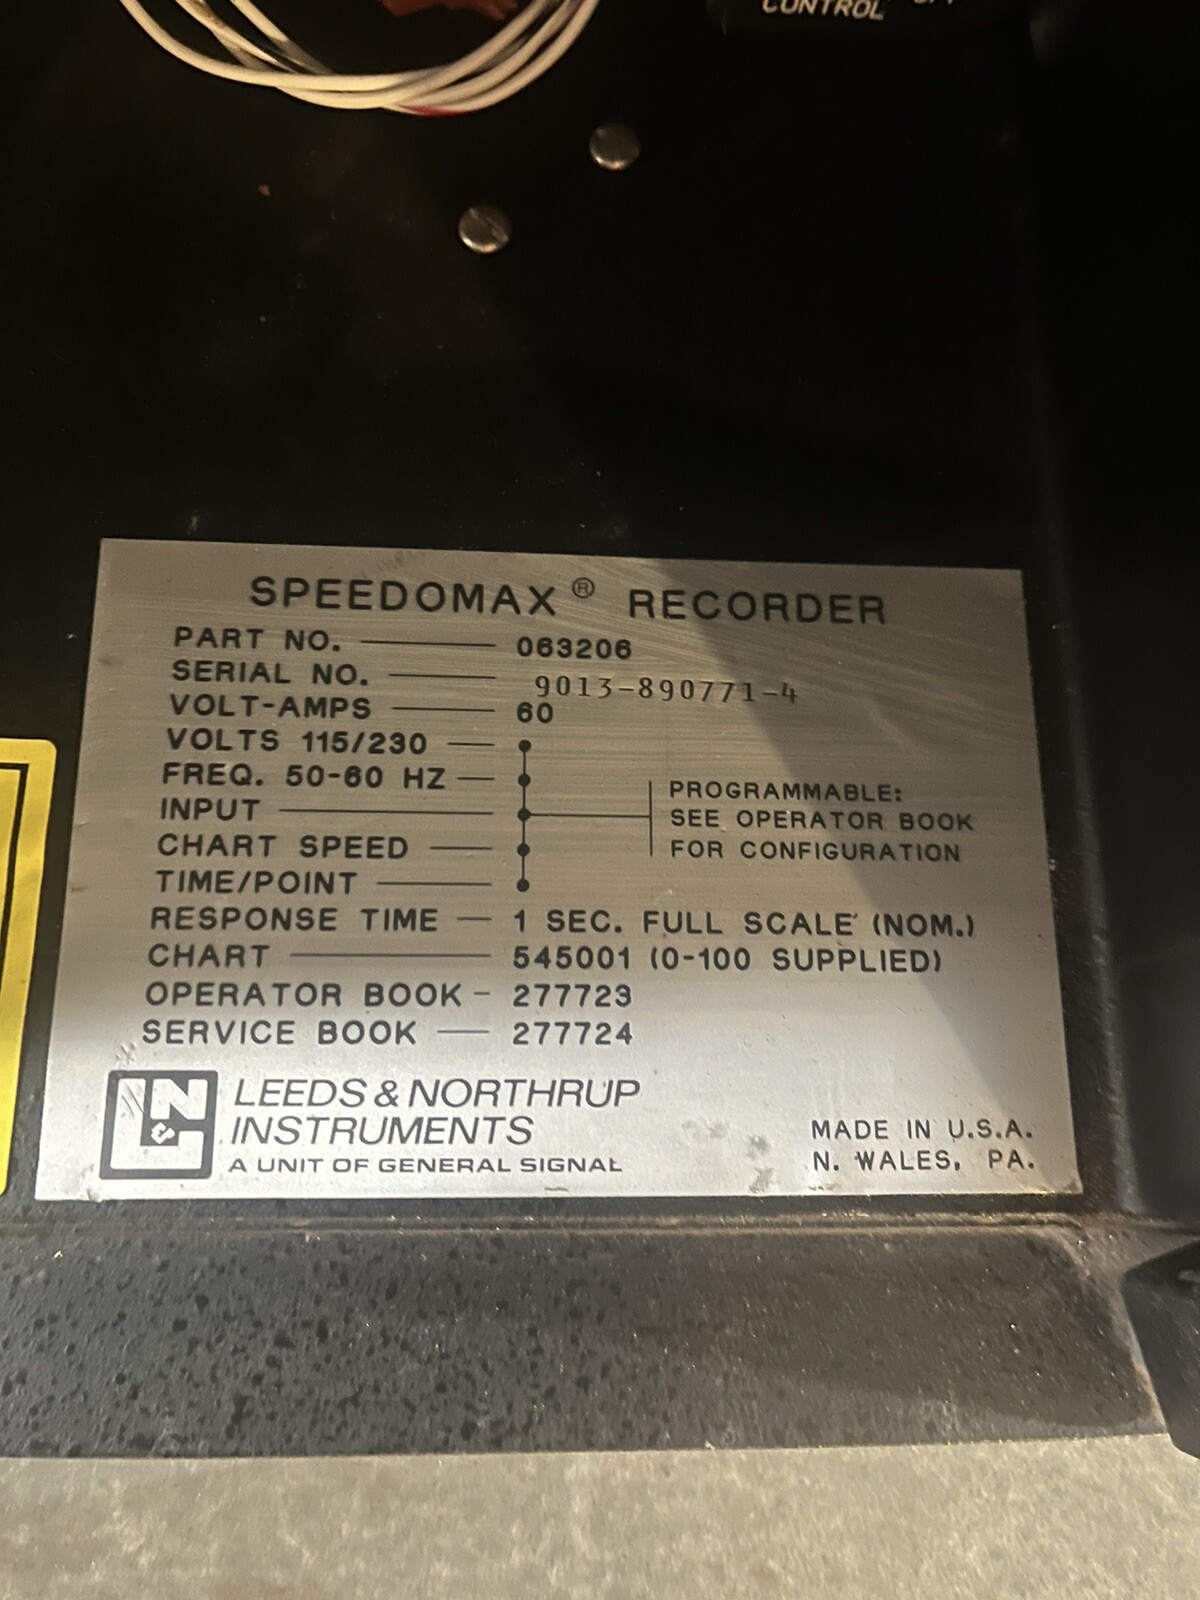 CONTROL
SPEEDOMAX® RECORDER
PART NO. 063206
SERIAL NO. 9013-890771-4
VOLT-AMPS 60
VOLTS 115/230
FREQ. 50-60 HZ
INPUT
CHART SPEED
TIME/POINT
PROGRAMMABLE:
SEE OPERATOR BOOK
FOR CONFIGURATION
RESPONSE TIME — 1 SEC. FULL SCALE (NOM.)
CHART 545001 (0-100 SUPPLIED)
OPERATOR BOOK - 277723
SERVICE BOOK — 277724
L&N
LEEDS & NORTHRUP
INSTRUMENTS
A UNIT OF GENERAL SIGNAL
MADE IN U.S.A.
N. WALES, PA.